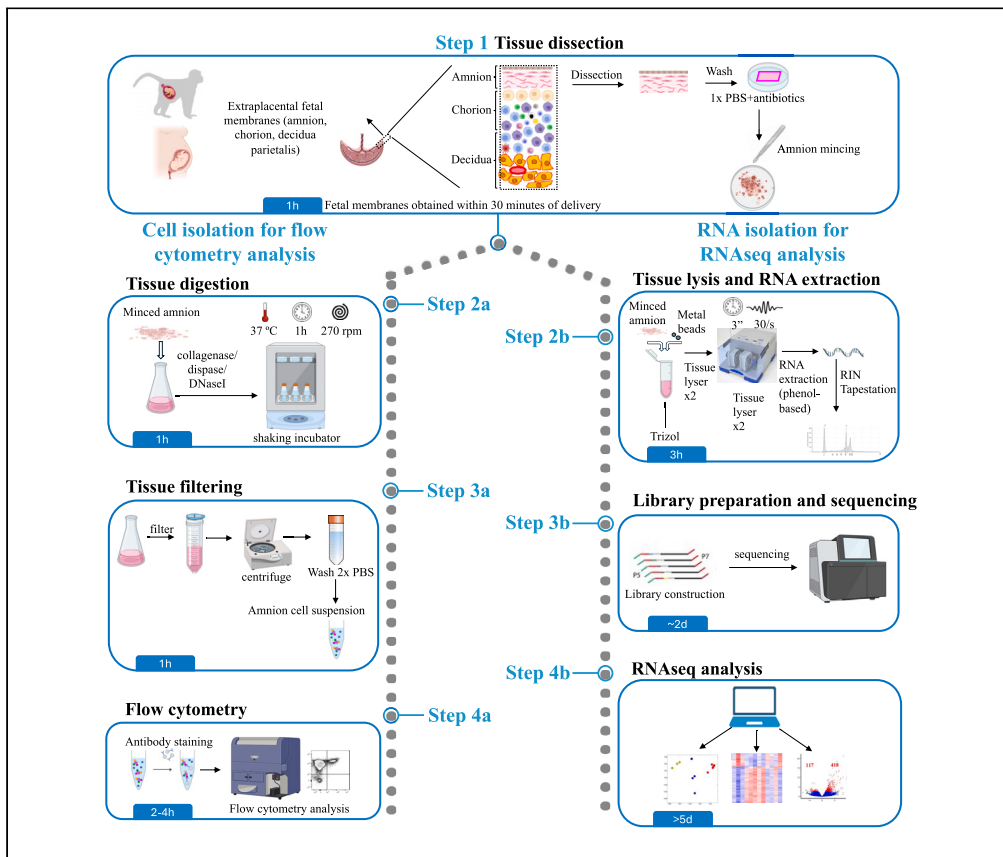 Step 1 Tissue dissection
Extraplacental fetal
membranes (amnion,
chorion, decidua
parietalis)
Amnion
Chorion
Decidua
Dissection
Wash
1x PBS+antibiotics
Amnion mincing
1h
Fetal membranes obtained within 30 minutes of delivery
Cell isolation for flow
cytometry analysis
RNA isolation for
RNAseq analysis
Tissue digestion
Step 2a
Minced amnion
37 ºC
1h
270 rpm
collagenase/
dispase/
DNaseI
shaking incubator
1h
Tissue lysis and RNA extraction
Step 2b
Minced
amnion
Metal
beads
3”
30/s
Tissue
lyser
x2
Tissue
lyser
x2
RNA
extraction
(phenol-
based)
RIN
Tapestation
Trizol
3h
Tissue filtering
Step 3a
filter
centrifuge
Wash 2x PBS
Amnion cell suspension
1h
Library preparation and sequencing
Step 3b
P7
P5
Library construction
sequencing
~2d
Flow cytometry
Step 4a
Antibody staining
Flow cytometry analysis
2-4h
Step 4b
RNAseq analysis
117
418
>5d